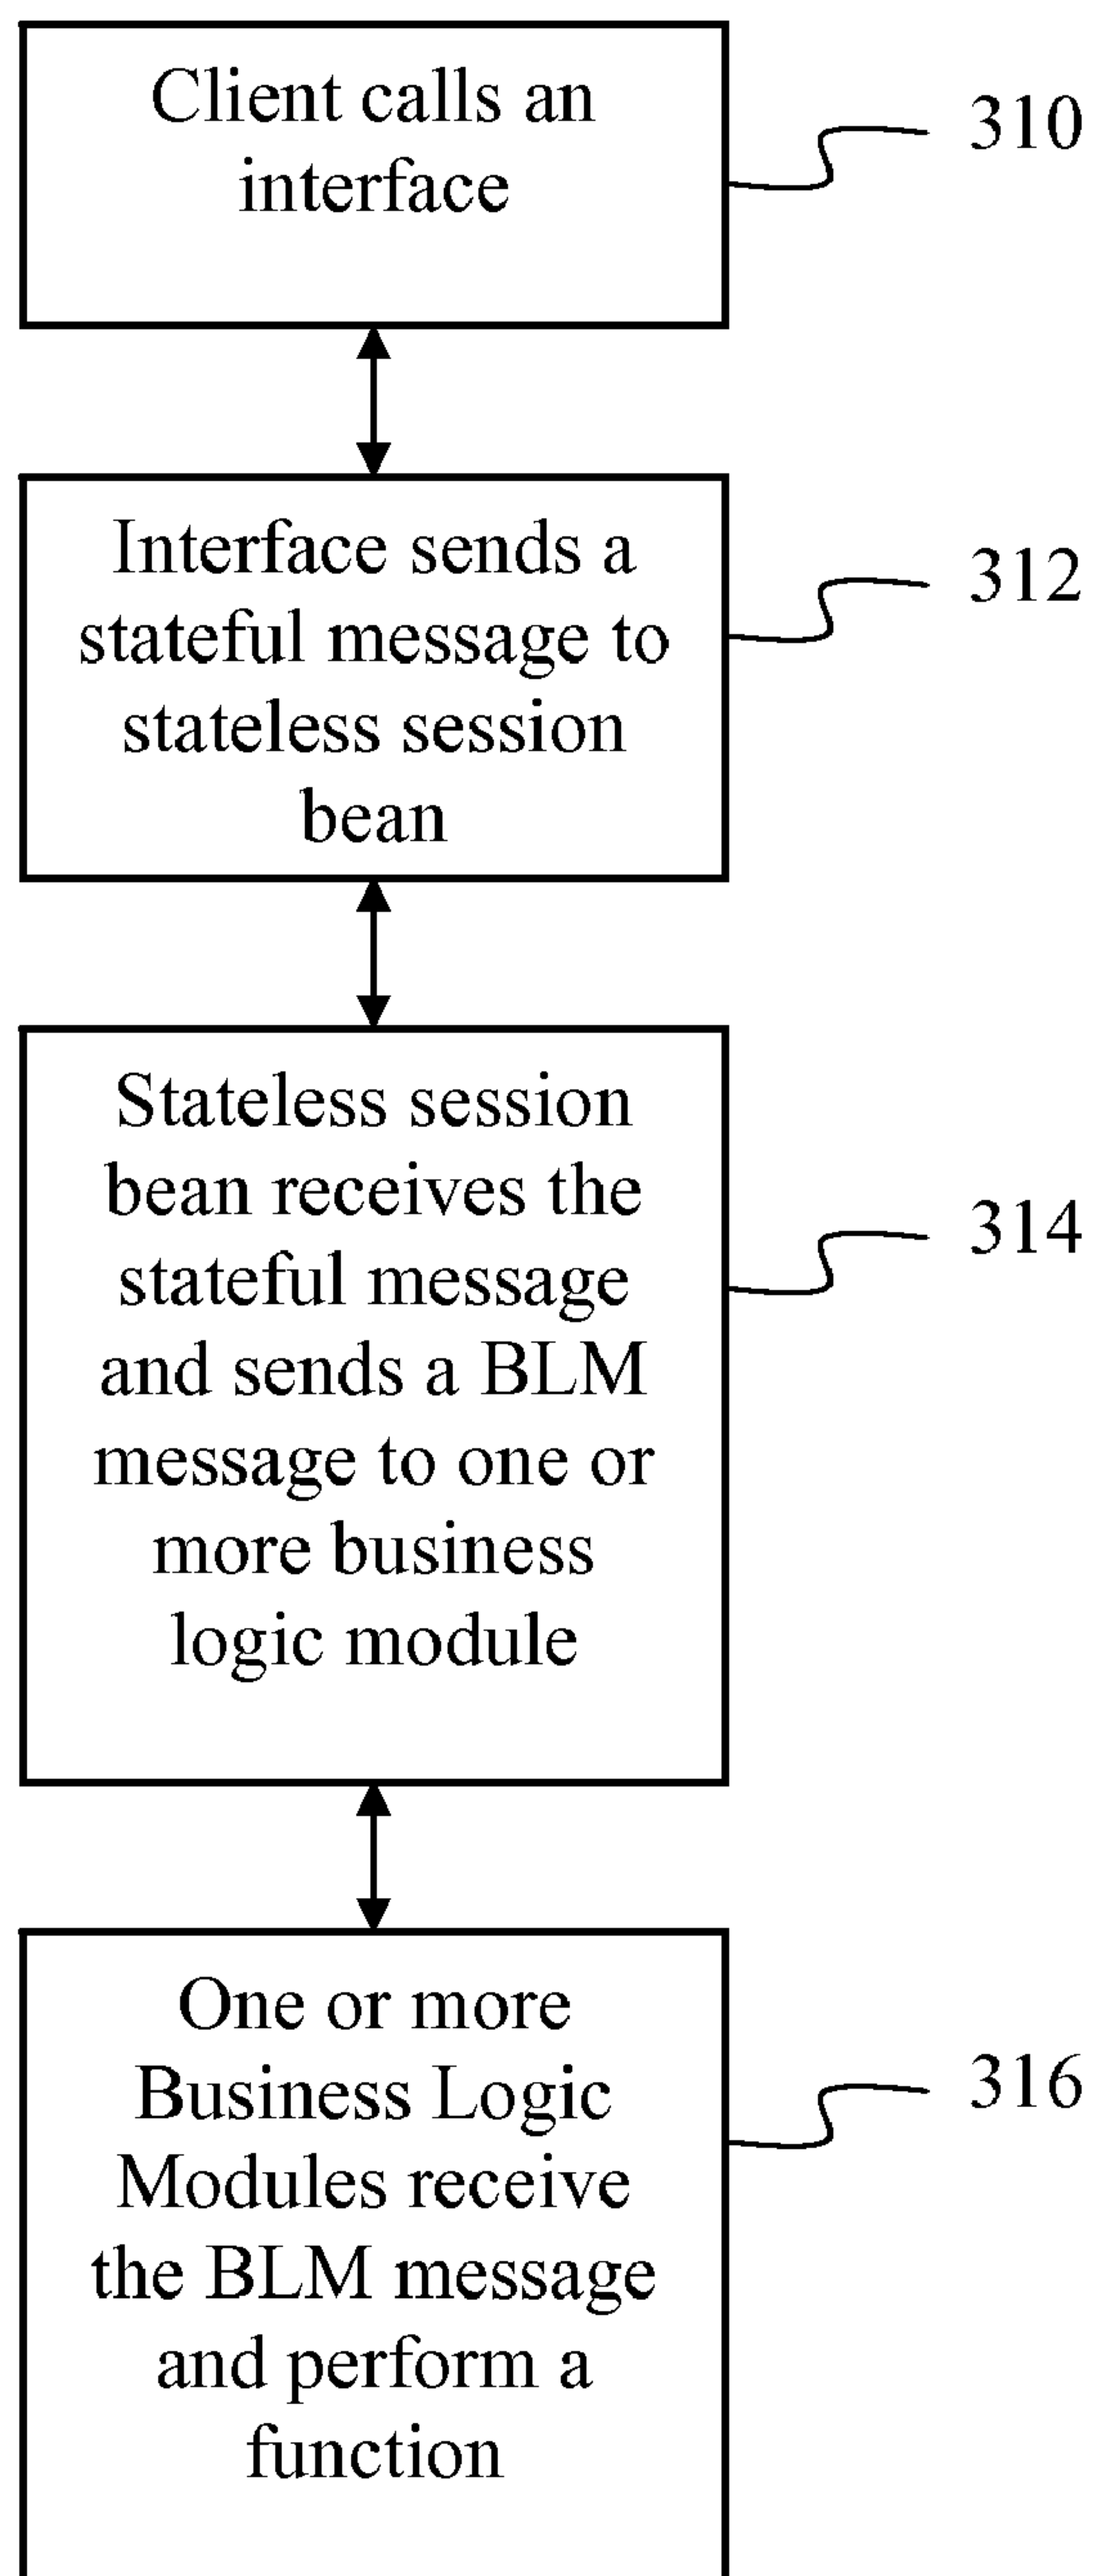 Client calls an
interface
310
Interface sends a
stateful message to
stateless session
bean
312
Stateless session
bean receives the
stateful message
and sends a BLM
message to one or
more business
logic module
314
One or more
Business Logic
Modules receive
the BLM message
and perform a
function
316